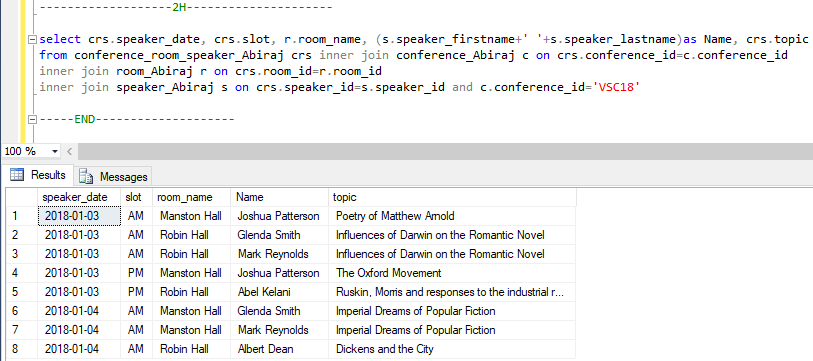 -------------------2H---------------------
select crs.speaker_date, crs.slot, r.room_name, (s.speaker_firstname+' '+s.speaker_lastname)as Name, crs.topic
from conference_room_speaker_Abiraj crs inner join conference_Abiraj c on crs.conference_id=c.conference_id
inner join room_Abiraj r on crs.room_id=r.room_id
inner join speaker_Abiraj s on crs.speaker_id=s.speaker_id and c.conference_id='VSC18'
-----END--------------------
100 %
Results Messages
speaker_date slot room_name Name topic
1 2018-01-03 AM Manston Hall Joshua Patterson Poetry of Matthew Arnold
2 2018-01-03 AM Robin Hall Glenda Smith Influences of Darwin on the Romantic Novel
3 2018-01-03 AM Robin Hall Mark Reynolds Influences of Darwin on the Romantic Novel
4 2018-01-03 PM Manston Hall Joshua Patterson The Oxford Movement
5 2018-01-03 PM Robin Hall Abel Kelani Ruskin, Morris and responses to the industrial r...
6 2018-01-04 AM Manston Hall Glenda Smith Imperial Dreams of Popular Fiction
7 2018-01-04 AM Manston Hall Mark Reynolds Imperial Dreams of Popular Fiction
8 2018-01-04 AM Robin Hall Albert Dean Dickens and the City